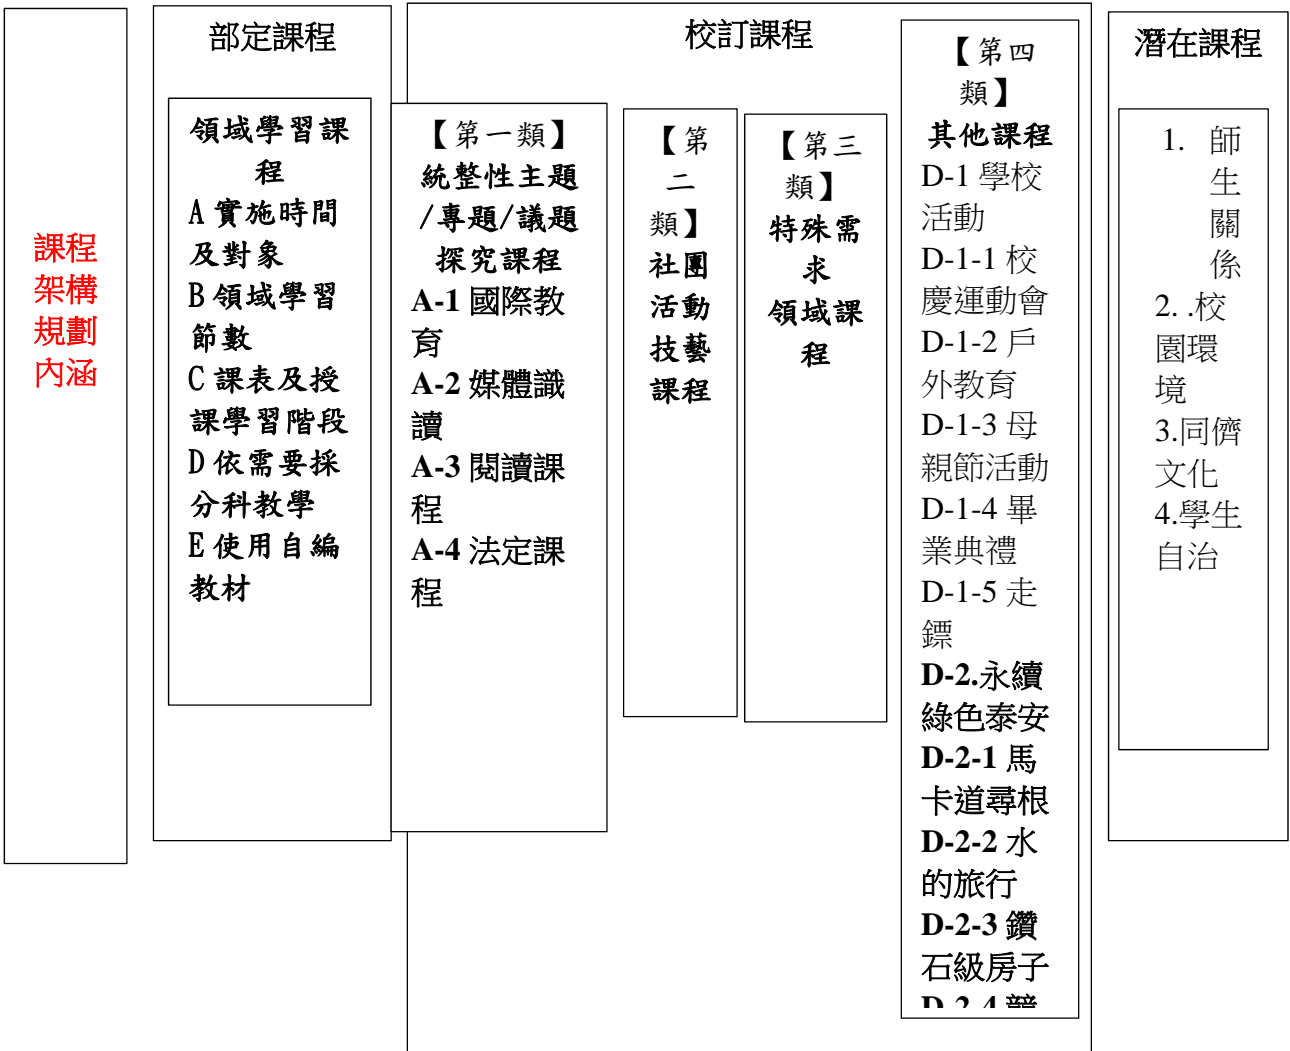 課程
架構
規劃
內涵
部定課程
領域學習課
程
A 實施時間
及對象
B 領域學習
節數
C 課表及授
課學習階段
D 依需要採
分科教學
E 使用自編
教材
校訂課程
【第一類】
統整性主題
/專題/議題
探究課程
A-1 國際教
育
A-2 媒體識
讀
A-3 閱讀課
程
A-4 法定課
程
【第
二
類】
社團
活動
技藝
課程
【第三
類】
特殊需
求
領域課
程
【第四
類】
其他課程
D-1 學校
活動
D-1-1 校
慶運動會
D-1-2 戶
外教育
D-1-3 母
親節活動
D-1-4 畢
業典禮
D-1-5 走
鏢
D-2.永續
綠色泰安
D-2-1 馬
卡道尋根
D-2-2 水
的旅行
D-2-3 鑽
石級房子
D-2-4
潛在課程
1. 師
生
關
係
2. .校
園環
境
3.同儕
文化
4.學生
自治